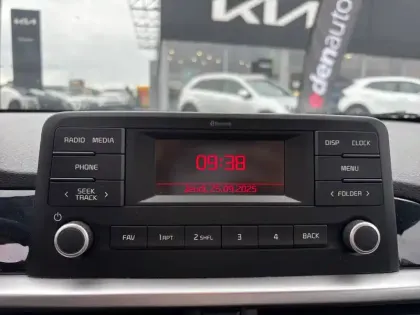 KIA
denauto
Bluetooth
RADIO MEDIA
09:38
DISP CLOCK
PHONE
MENU
25.09.2025
< SEEK TRACK >
< FOLDER >
FAV
1 RPT
2 SHFL
3
4
BACK